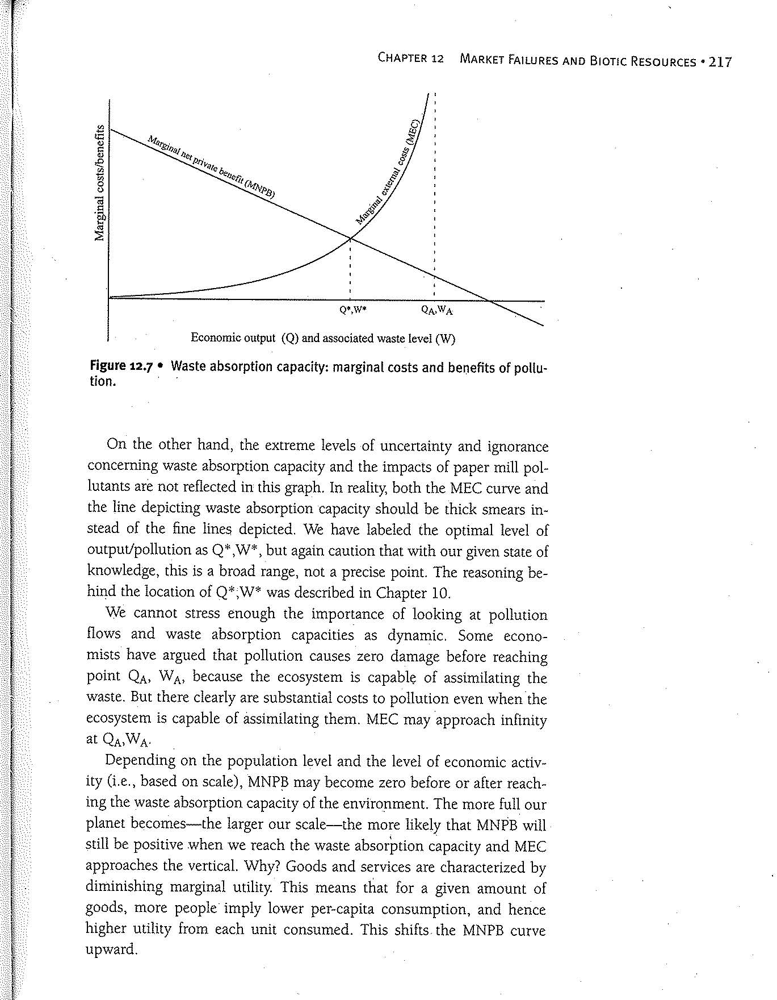 CHAPTER 12 MARKET FAILURES AND BIOTIC RESOURCES • 217
Marginal costs/benefits
Marginal net private benefit (MNPB)
Marginal external costs (MEC)
Q*,W*
QA,WA
Economic output (Q) and associated waste level (W)
Figure 12.7 • Waste absorption capacity: marginal costs and benefits of pollu-
tion.
On the other hand, the extreme levels of uncertainty and ignorance
concerning waste absorption capacity and the impacts of paper mill pol-
lutants are not reflected in this graph. In reality, both the MEC curve and
the line depicting waste absorption capacity should be thick smears in-
stead of the fine lines depicted. We have labeled the optimal level of
output/pollution as Q*,W*, but again caution that with our given state of
knowledge, this is a broad range, not a precise point. The reasoning be-
hind the location of Q*,W* was described in Chapter 10.
We cannot stress enough the importance of looking at pollution
flows and waste absorption capacities as dynamic. Some econo-
mists have argued that pollution causes zero damage before reaching
point QA, WA, because the ecosystem is capable of assimilating the
waste. But there clearly are substantial costs to pollution even when the
ecosystem is capable of assimilating them. MEC may approach infinity
at QA,WA.
Depending on the population level and the level of economic activ-
ity (i.e., based on scale), MNPB may become zero before or after reach-
ing the waste absorption capacity of the environment. The more full our
planet becomes—the larger our scale—the more likely that MNPB will
still be positive when we reach the waste absorption capacity and MEC
approaches the vertical. Why? Goods and services are characterized by
diminishing marginal utility. This means that for a given amount of
goods, more people imply lower per-capita consumption, and hence
higher utility from each unit consumed. This shifts the MNPB curve
upward.